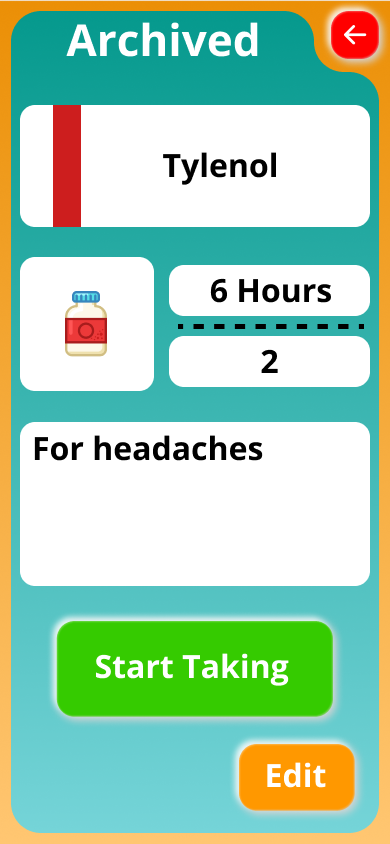 Archived
Tylenol
6 Hours
2
For headaches
Start Taking
Edit